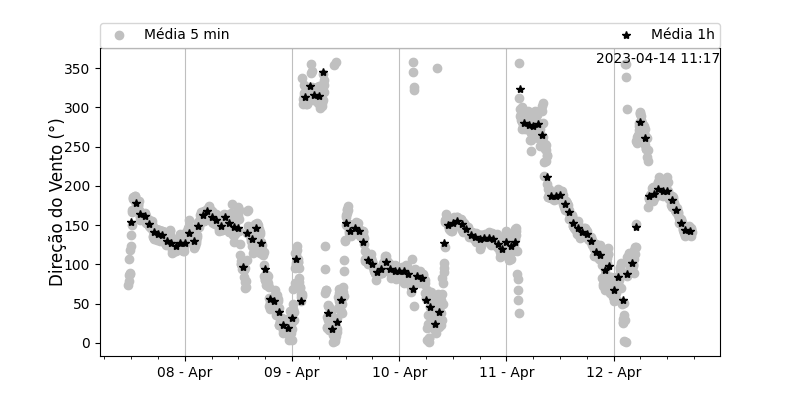 Média 5 min
Média 1h
2023-04-14 11:17
Direção do Vento (°)
350
300
250
200
150
100
50
0
08 - Apr
09 - Apr
10 - Apr
11 - Apr
12 - Apr